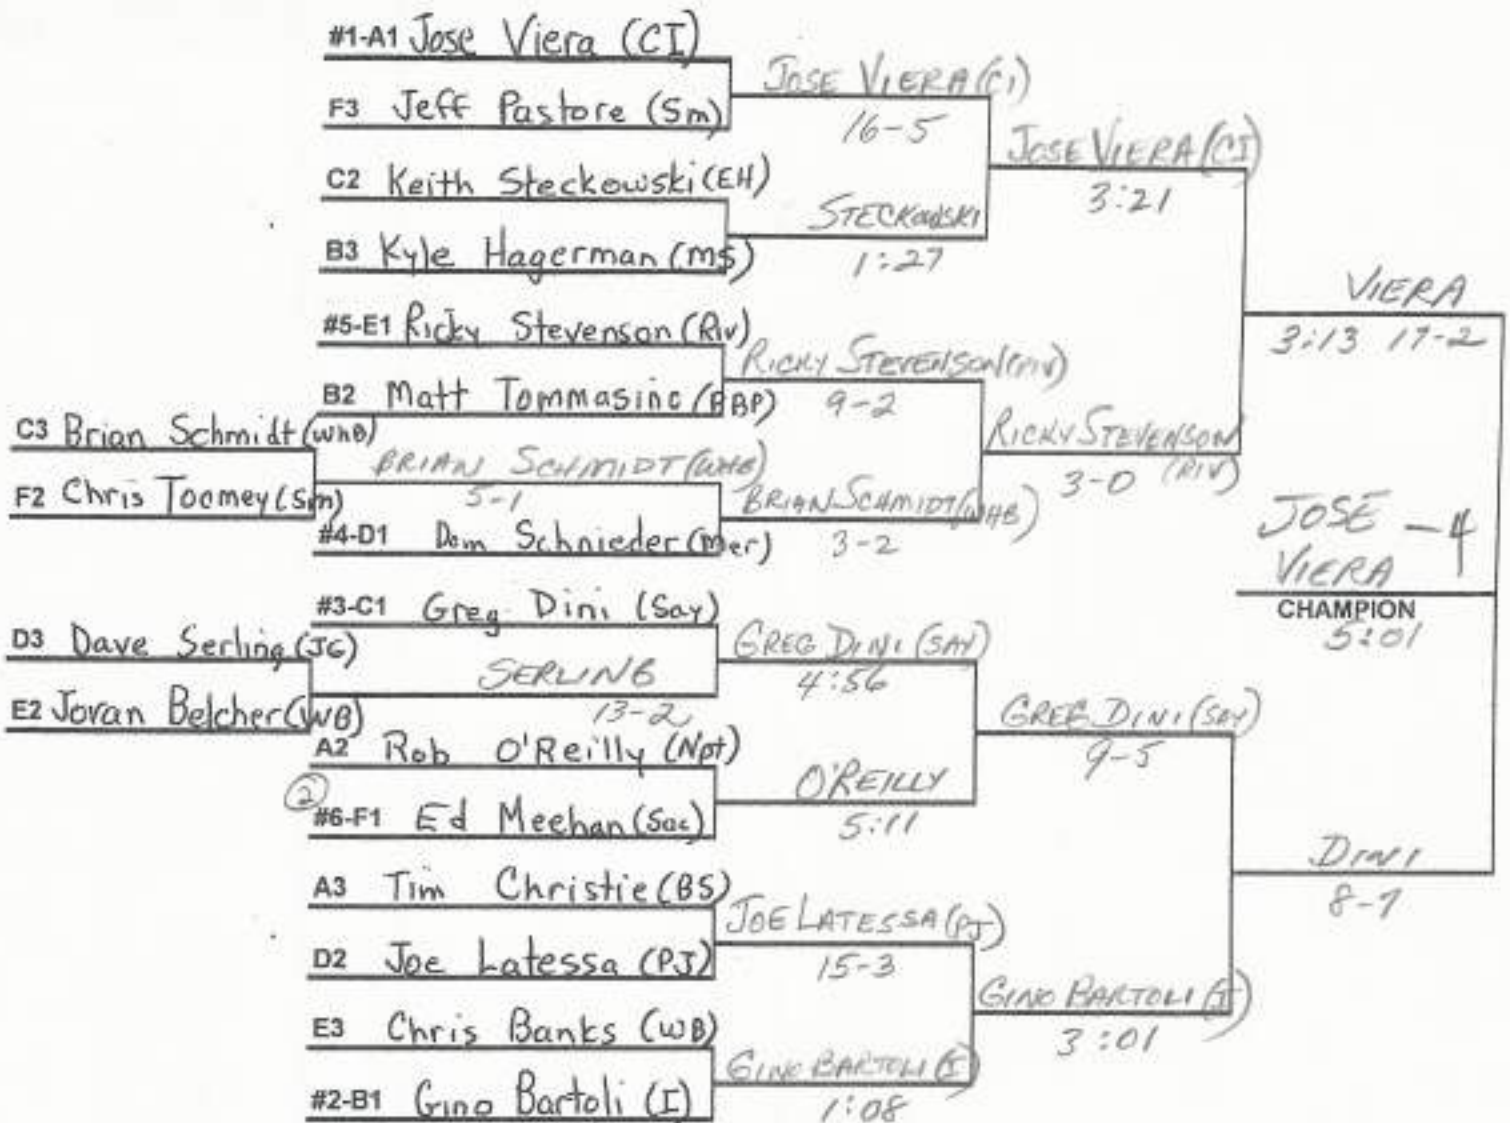 #1-A1 Jose Viera (CI)
JOSE VIERA (CI)
F3 Jeff Pastore (Sm)
16-5
JOSE VIERA (CI)
C2 Keith Steckowski (EH)
3:21
STECKOWSKI
B3 Kyle Hagerman (MS)
1:27
VIERA
#5-E1 Ricky Stevenson (Riv)
3:13 17-2
RICKY STEVENSON (RIV)
B2 Matt Tommasino (BBP)
9-2
C3 Brian Schmidt (WHB)
RICKY STEVENSON
(RIV)
BRIAN SCHMIDT (WHB)
3-0
F2 Chris Toomey (Sm)
5-1
BRIAN SCHMIDT (WHB)
JOSE -4
#4-D1 Dom Schnieder (Mer)
3-2
VIERA
#3-C1 Greg Dini (Say)
CHAMPION
D3 Dave Serling (JG)
GREG DINI (SAY)
5:01
SERLING
4:56
E2 Jovan Belcher (WB)
13-2
GREG DINI (SAY)
A2 Rob O'Reilly (Npt)
9-5
O'REILLY
2
#6-F1 Ed Meehan (Sac)
5:11
DINI
A3 Tim Christie (BS)
8-7
JOE LATESSA (PJ)
D2 Joe Latessa (PJ)
15-3
GINO BARTOLI (I)
E3 Chris Banks (WB)
3:01
GINO BARTOLI (I)
#2-B1 Gino Bartoli (I)
1:08